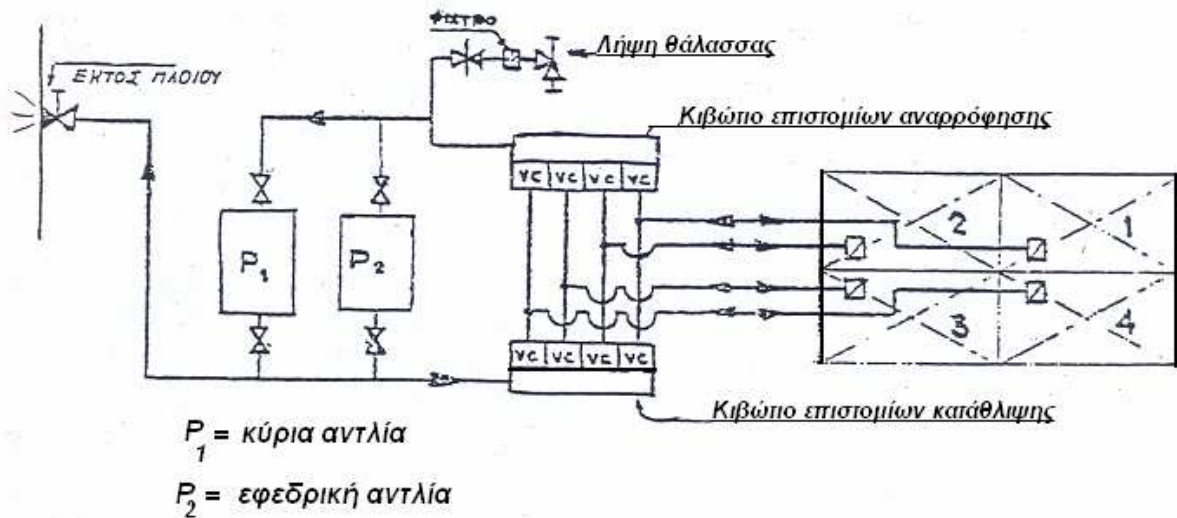 ΦΙΛΤΡΟ
Λήψη θάλασσας
ΕΚΤΟΣ ΠΛΟΙΟΥ
Κιβώτιο επιστομίων αναρρόφησης
VC VC VC VC
2 1
P1 P2
3 4
VC VC VC VC
Κιβώτιο επιστομίων κατάθλιψης
P1 = κύρια αντλία
P2 = εφεδρική αντλία